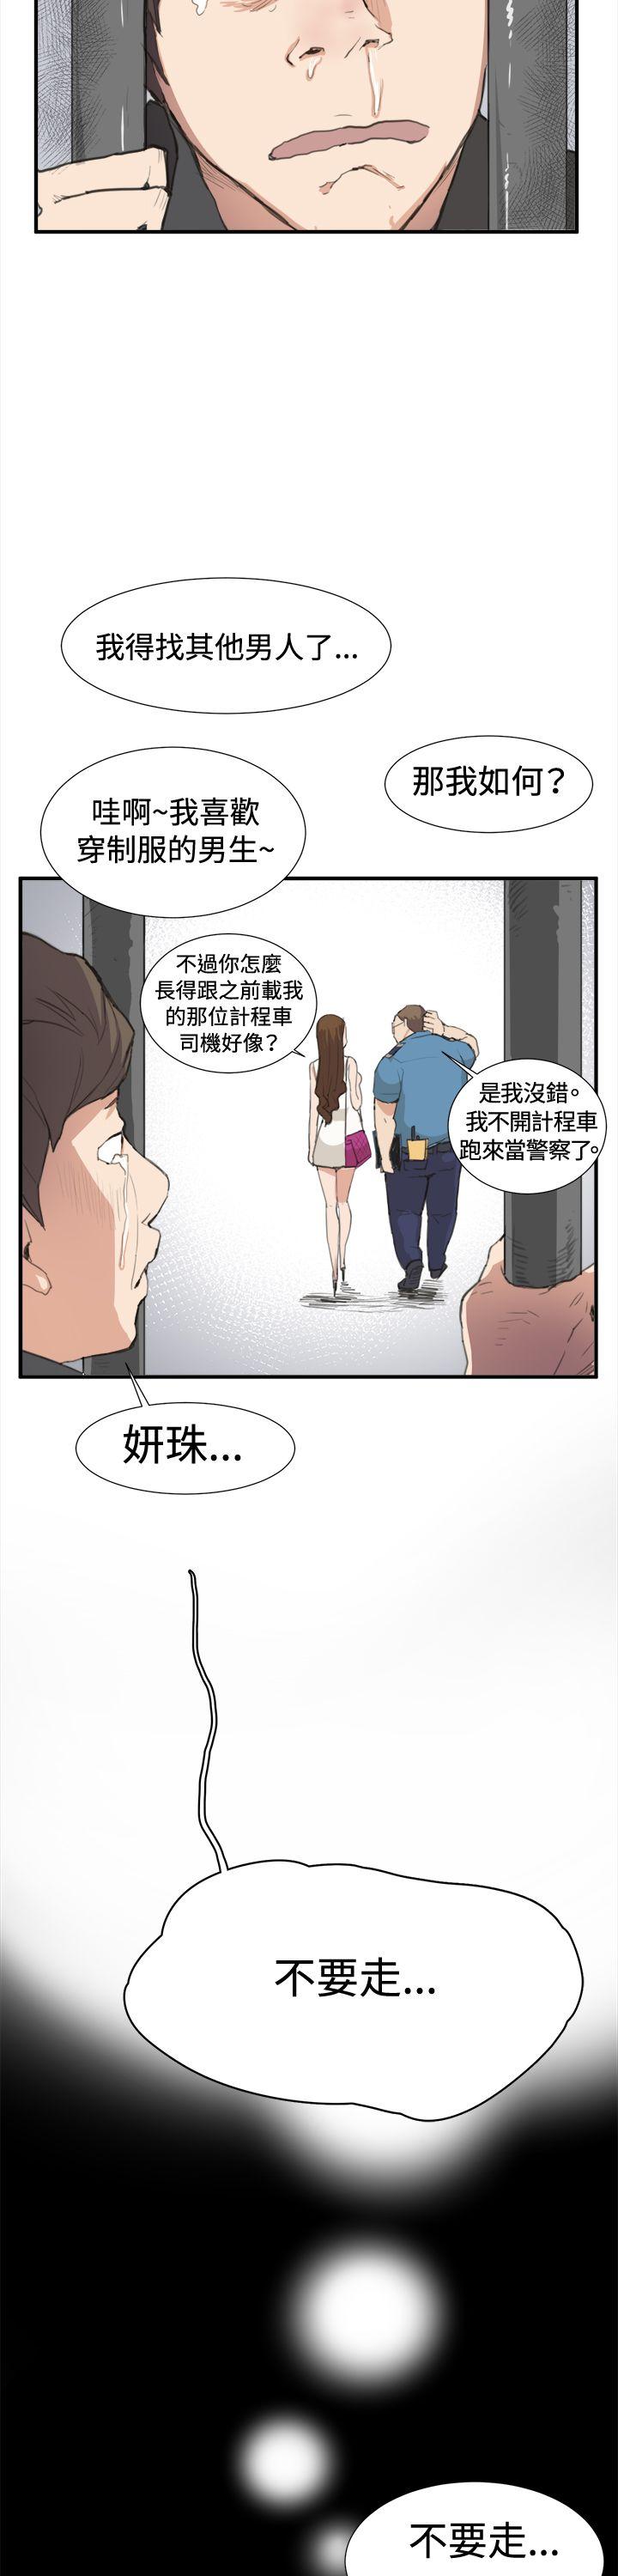 我得找其他男人了...
那我如何？
哇啊~我喜歡
穿制服的男生~
不過你怎麼
長得跟之前載我
的那位計程車
司機好像？
是我沒錯。
我不開計程車
跑來當警察了。
妍珠...
不要走...
不要走...